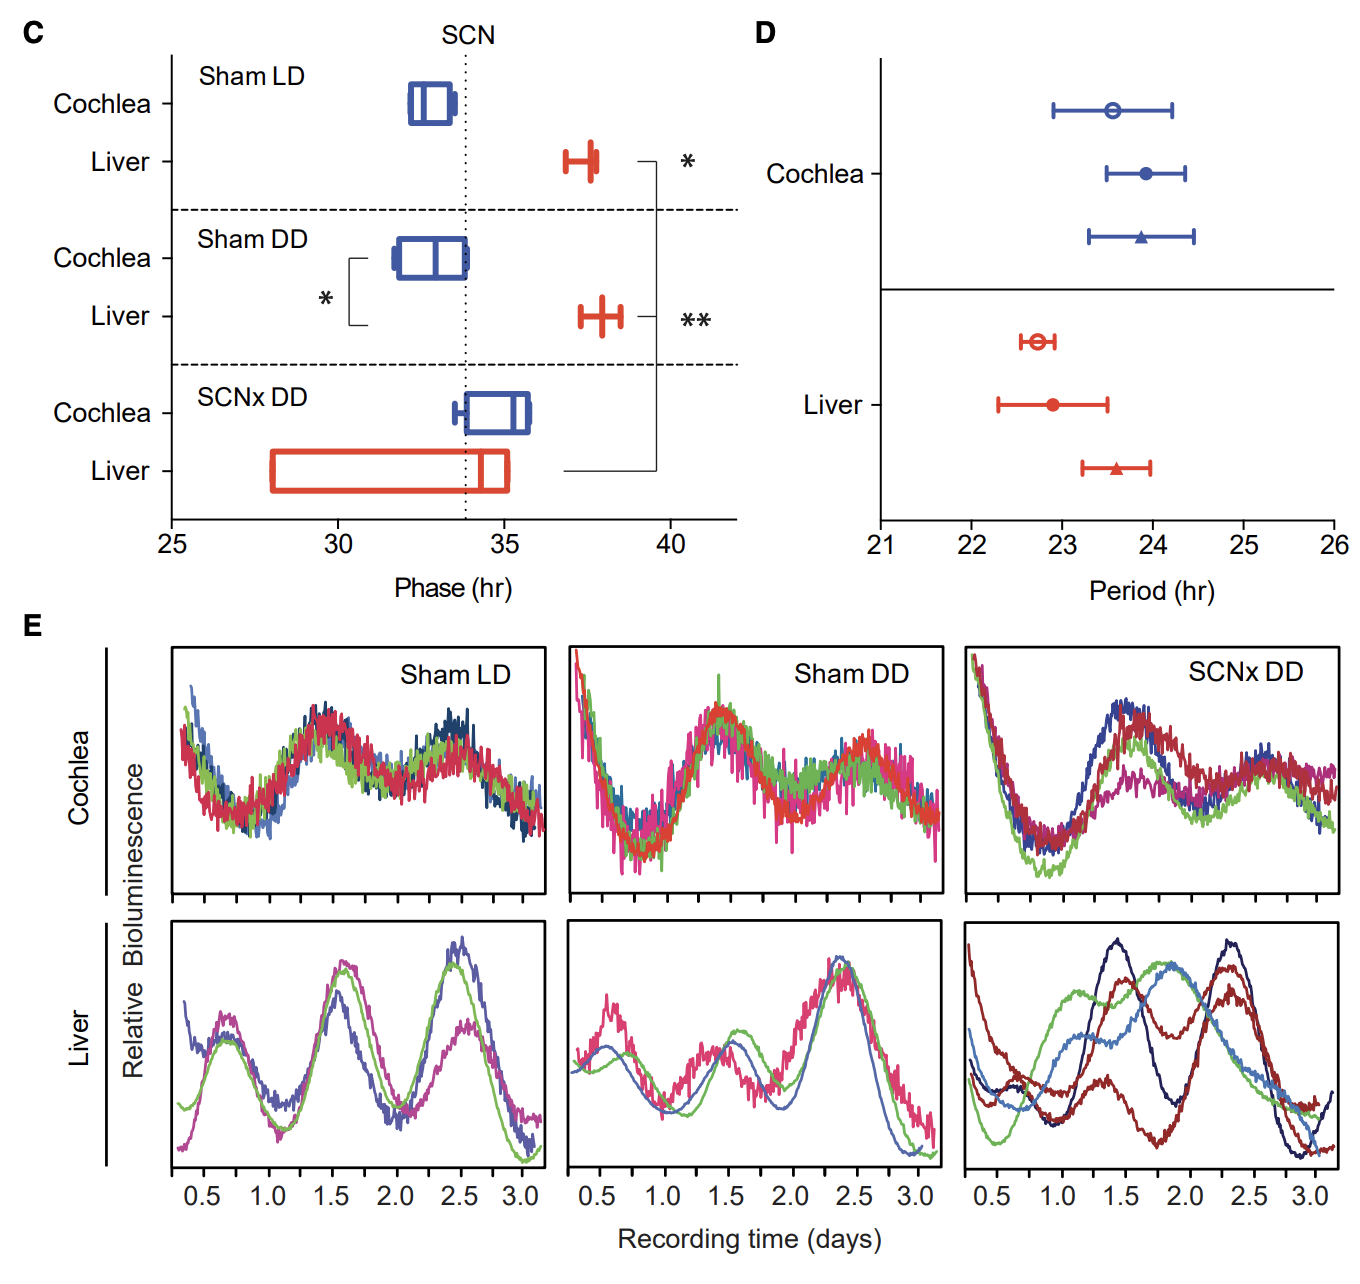 C
SCN
Sham LD
Cochlea
Liver
*
Sham DD
Cochlea
Liver
*
**
SCNx DD
Cochlea
Liver
25 30 35 40
Phase (hr)
D
Cochlea
Liver
21 22 23 24 25 26
Period (hr)
E
Sham LD
Sham DD
SCNx DD
Cochlea
Liver
Relative Bioluminescence
0.5 1.0 1.5 2.0 2.5 3.0
0.5 1.0 1.5 2.0 2.5 3.0
0.5 1.0 1.5 2.0 2.5 3.0
Recording time (days)